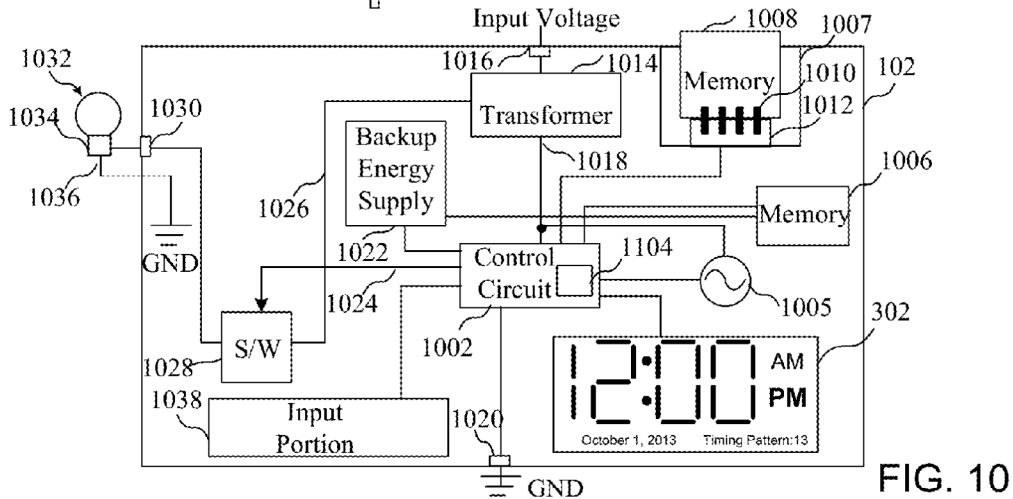 Input Voltage
1008
1007
1032
1016
1014
Memory
1010
102
1034
1030
Transformer
1012
Backup
Energy
Supply
1018
1006
1036
1026
Memory
1022
Control
Circuit
1104
GND
1024
1005
302
S/W
1002
12:00
AM
PM
1028
1038
Input
Portion
1020
October 1, 2013
Timing Pattern:13
GND
FIG. 10